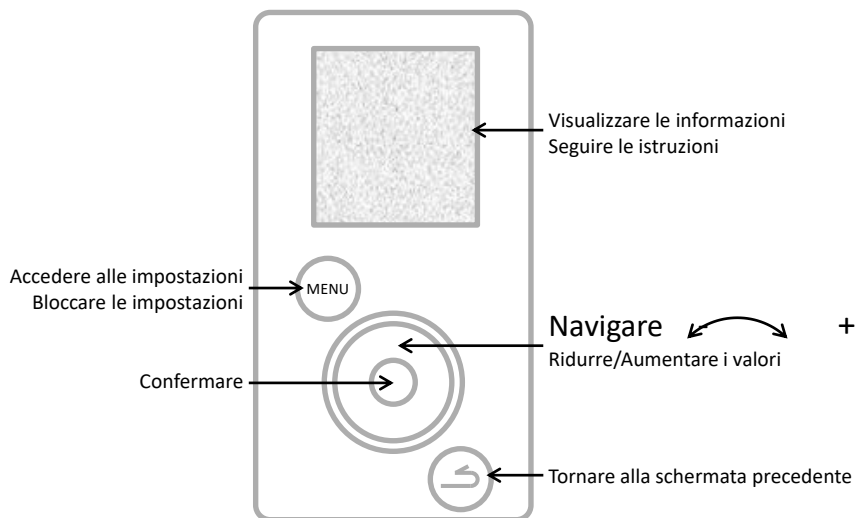 Visualizzare le informazioni
Seguire le istruzioni
Accedere alle impostazioni
Bloccare le impostazioni
MENU
Navigare - +
Ridurre/Aumentare i valori
Confermare
Tornare alla schermata precedente